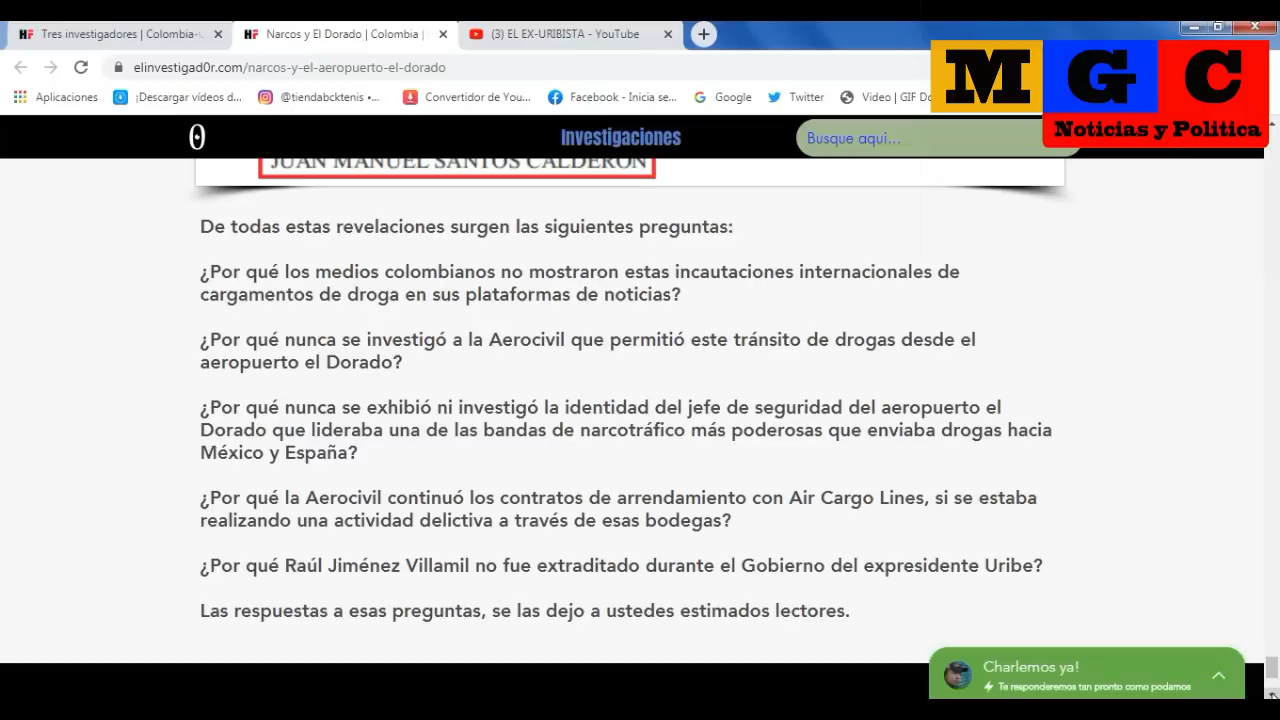 Tres investigadores | Colombia-
Narcos y El Dorado | Colombia |
X-URIBISTA - YouTube
elinvestigad0r.com/narcos-y-el-aeropuerto-el-dorado
Aplicaciones
¡Descargar vídeos d...
@tiendabcktenis •...
Convertidor de You...
Facebook - Inicia se...
Google
Twitter
Video | GIF Do
M G C
Noticias y Politica
Investigaciones
Busque aqui...
JUAN MANUEL SANTOS CALDERON
De todas estas revelaciones surgen las siguientes preguntas:
¿Por qué los medios colombianos no mostraron estas incautaciones internacionales de
cargamentos de droga en sus plataformas de noticias?
¿Por qué nunca se investigó a la Aerocivil que permitió este tránsito de drogas desde el
aeropuerto el Dorado?
¿Por qué nunca se exhibió ni investigó la identidad del jefe de seguridad del aeropuerto el
Dorado que lideraba una de las bandas de narcotráfico más poderosas que enviaba drogas hacia
México y España?
¿Por qué la Aerocivil continuó los contratos de arrendamiento con Air Cargo Lines, si se estaba
realizando una actividad delictiva a través de esas bodegas?
¿Por qué Raúl Jiménez Villamil no fue extraditado durante el Gobierno del expresidente Uribe?
Las respuestas a esas preguntas, se las dejo a ustedes estimados lectores.
Charlemos ya!
Te responderemos tan pronto como podamos